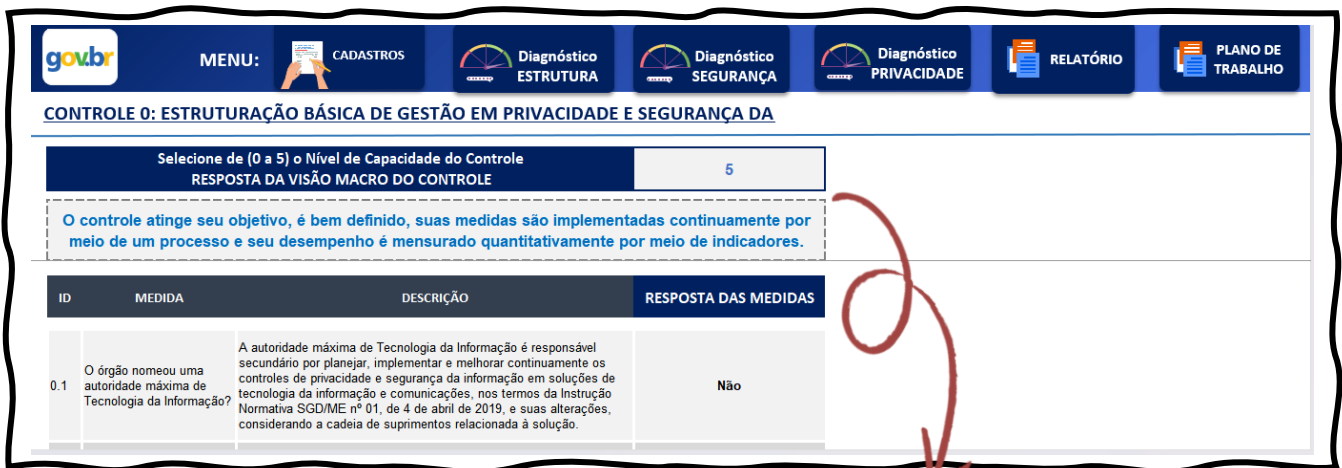 gov.br
MENU:
CADASTROS
Diagnóstico
ESTRUTURA
Diagnóstico
SEGURANÇA
Diagnóstico
PRIVACIDADE
RELATÓRIO
PLANO DE
TRABALHO
CONTROLE 0: ESTRUTURAÇÃO BÁSICA DE GESTÃO EM PRIVACIDADE E SEGURANÇA DA
Selecione de (0 a 5) o Nível de Capacidade do Controle
RESPOSTA DA VISÃO MACRO DO CONTROLE
5
O controle atinge seu objetivo, é bem definido, suas medidas são implementadas continuamente por
meio de um processo e seu desempenho é mensurado quantitativamente por meio de indicadores.
ID MEDIDA DESCRIÇÃO RESPOSTA DAS MEDIDAS
0.1
O órgão nomeou uma
autoridade máxima de
Tecnologia da Informação?
A autoridade máxima de Tecnologia da Informação é responsável
secundário por planejar, implementar e melhorar continuamente os
controles de privacidade e segurança da informação em soluções de
tecnologia da informação e comunicações, nos termos da Instrução
Normativa SGD/ME nº 01, de 4 de abril de 2019, e suas alterações,
considerando a cadeia de suprimentos relacionada à solução.
Não